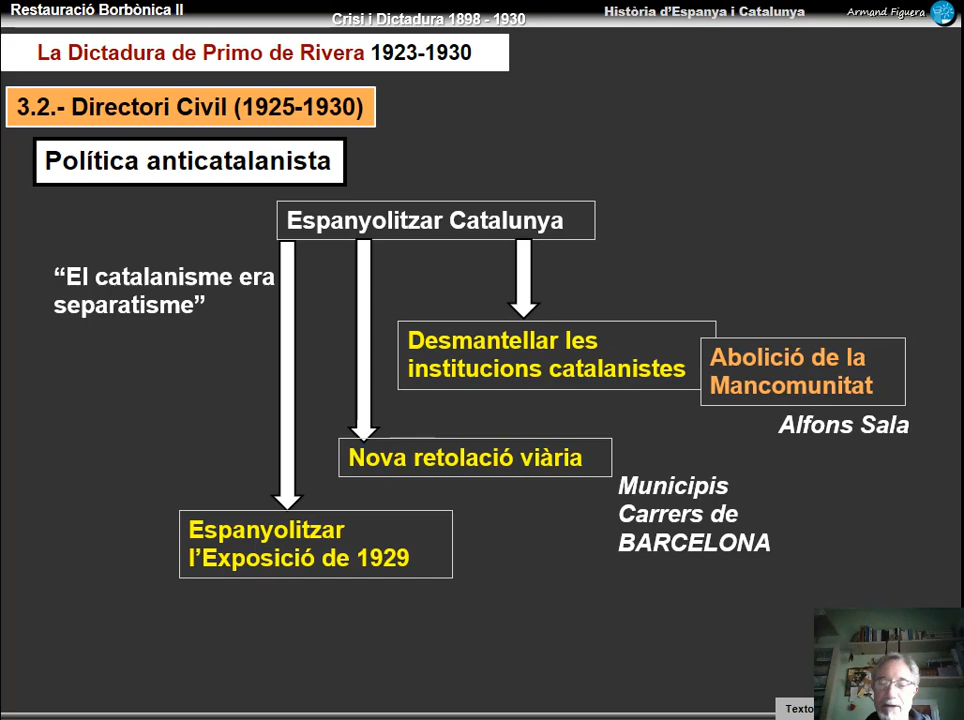 Restauració Borbònica II
Crisi i Dictadura 1898 - 1930
Història d'Espanya i Catalunya
Armand Figuera
La Dictadura de Primo de Rivera 1923-1930
3.2.- Directori Civil (1925-1930)
Política anticatalanista
Espanyolitzar Catalunya
“El catalanisme era
separatisme”
Desmantellar les
institucions catalanistes
Abolició de la
Mancomunitat
Alfons Sala
Nova retolació viària
Municipis
Carrers de
BARCELONA
Espanyolitzar
l’Exposició de 1929